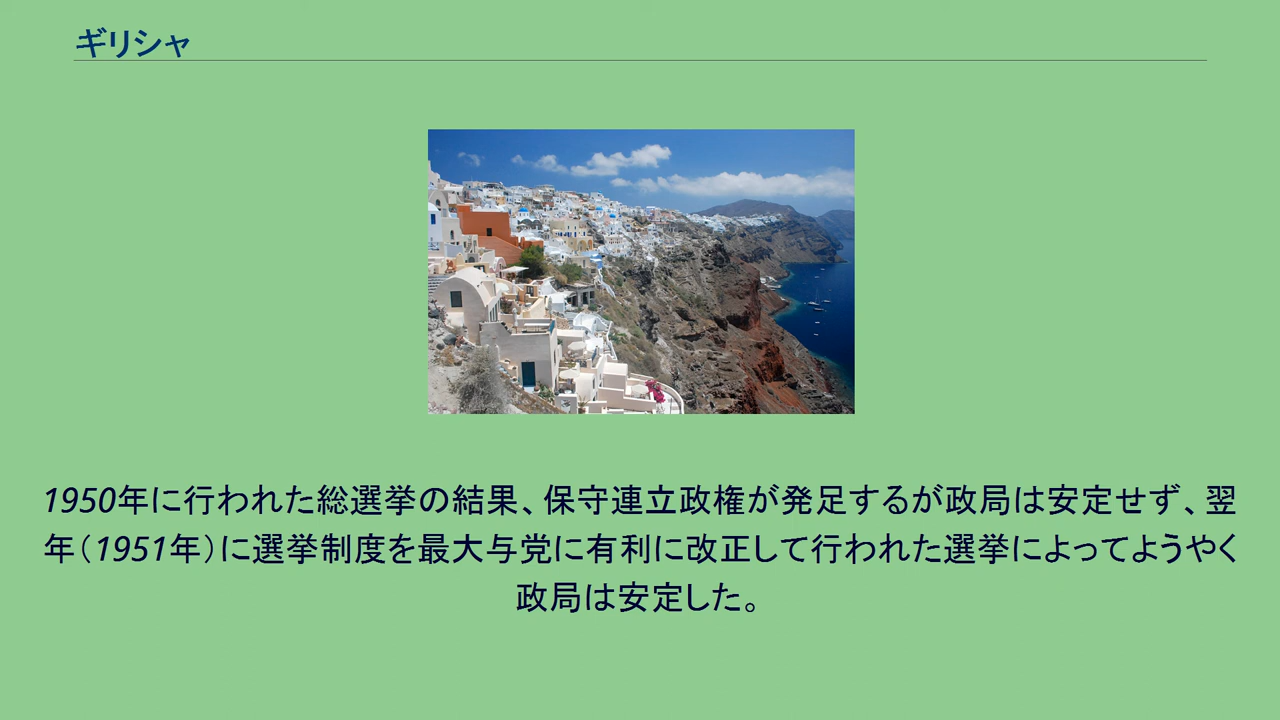 ギリシャ
1950年に行われた総選挙の結果、保守連立政権が発足するが政局は安定せず、翌
年（1951年）に選挙制度を最大与党に有利に改正して行われた選挙によってようやく
政局は安定した。